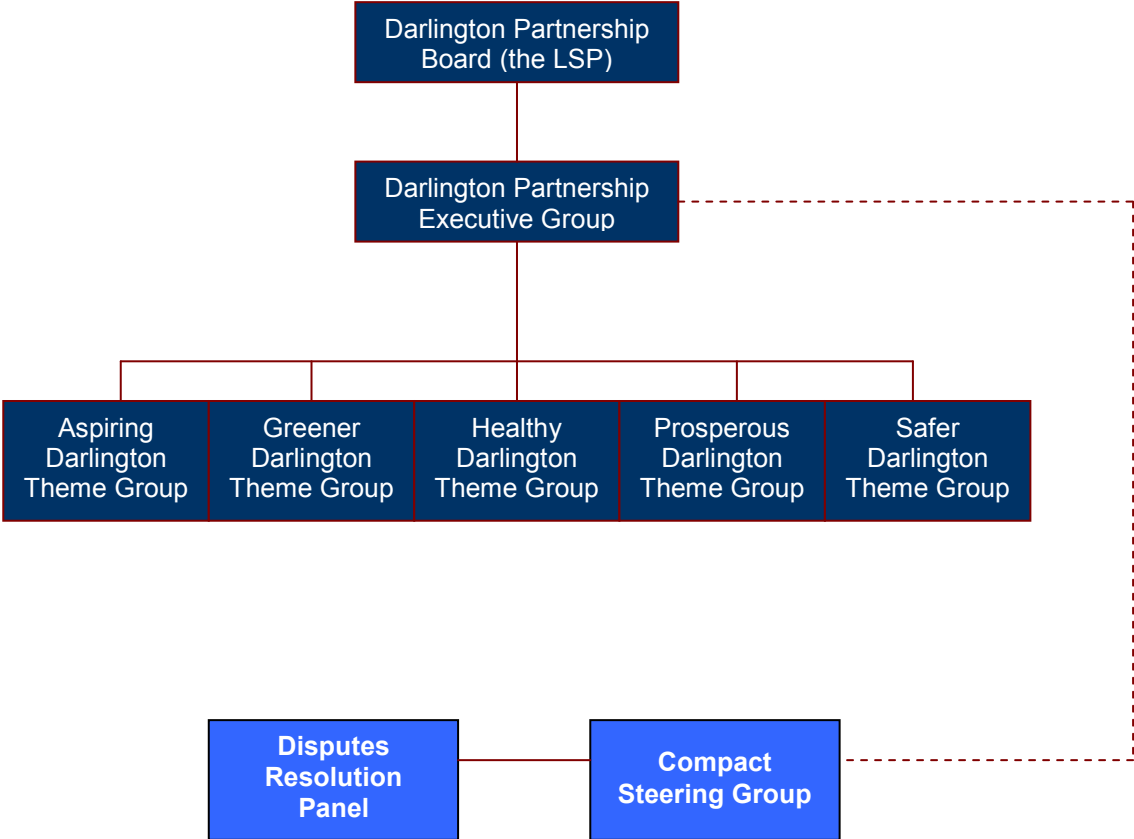 Darlington Partnership
Board (the LSP)
Darlington Partnership
Executive Group
Aspiring
Darlington
Theme Group
Greener
Darlington
Theme Group
Healthy
Darlington
Theme Group
Prosperous
Darlington
Theme Group
Safer
Darlington
Theme Group
Disputes
Resolution
Panel
Compact
Steering Group